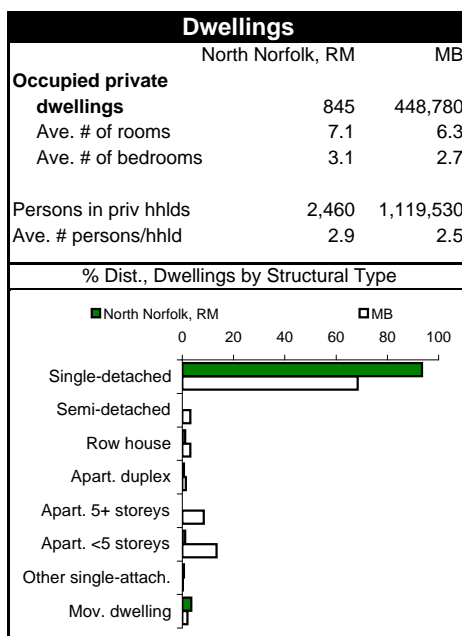 Dwellings
North Norfolk, RM MB
Occupied private
dwellings 845 448,780
Ave. # of rooms 7.1 6.3
Ave. # of bedrooms 3.1 2.7
Persons in priv hhlds 2,460 1,119,530
Ave. # persons/hhld 2.9 2.5
% Dist., Dwellings by Structural Type
North Norfolk, RM MB
0 20 40 60 80 100
Single-detached
Semi-detached
Row house
Apart. duplex
Apart. 5+ storeys
Apart. <5 storeys
Other single-attach.
Mov. dwelling